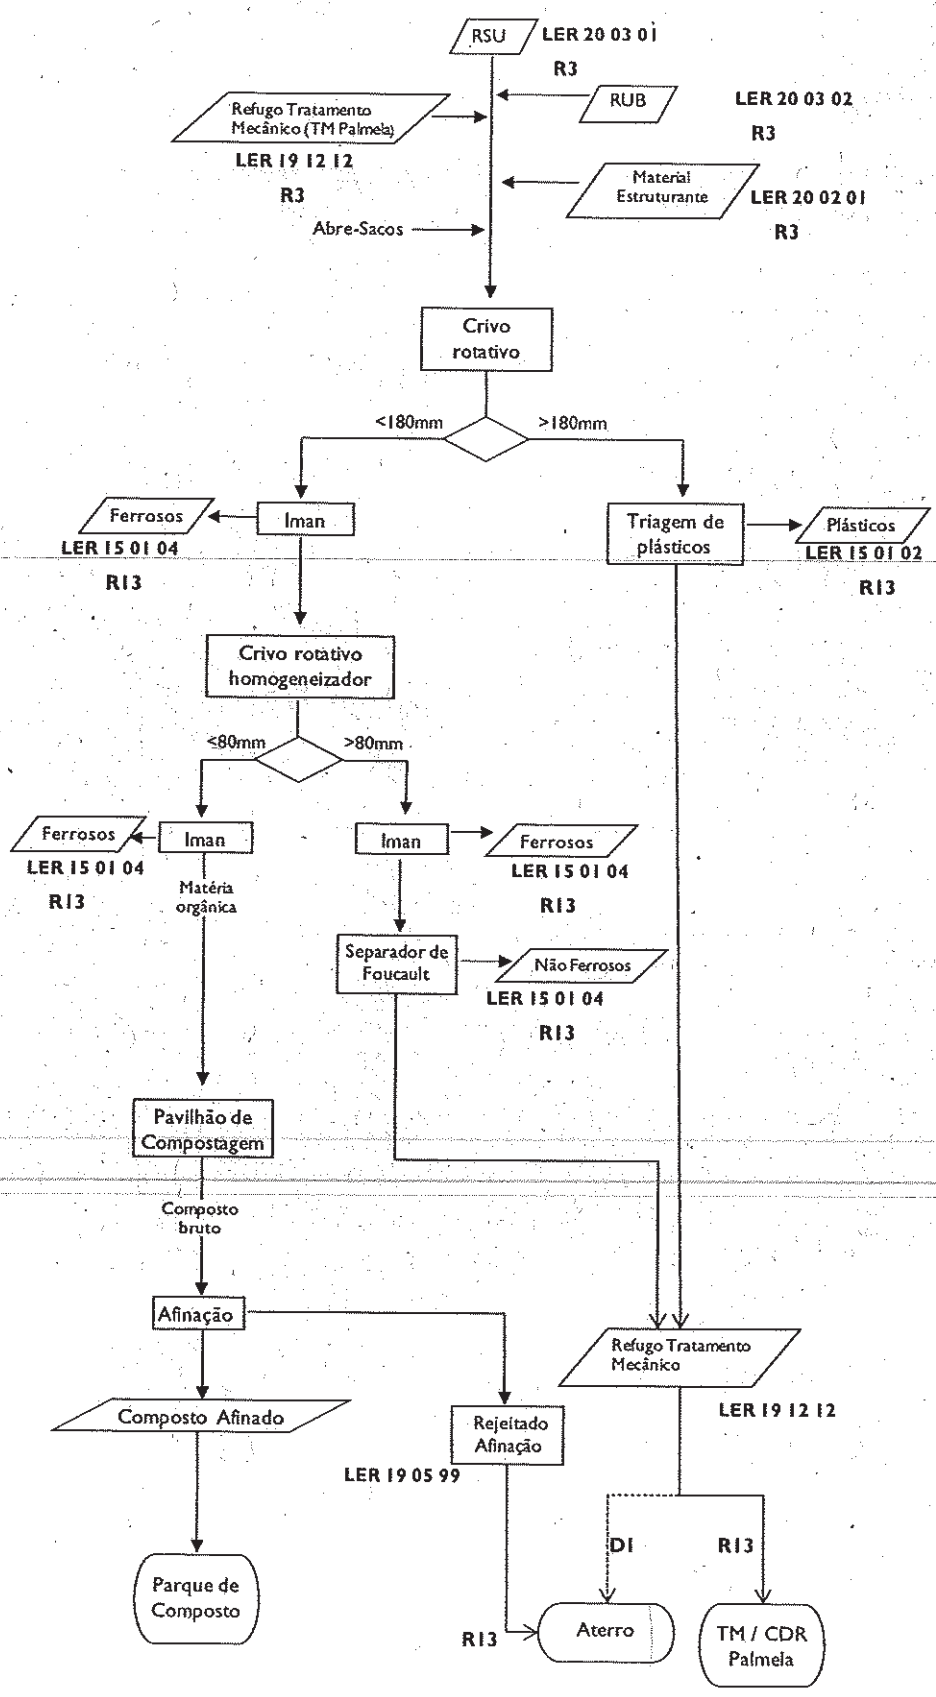 RSU
LER 20 03 01
R3
RUB
LER 20 03 02
R3
Refugo Tratamento
Mecânico (TM Palmela)
LER 19 12 12
R3
Material
Estruturante
LER 20 02 01
R3
Abre-Sacos
Crivo
rotativo
<180mm
>180mm
Ferrosos
Iman
LER 15 01 04
R13
Triagem de
plásticos
Plásticos
LER 15 01 02
R13
Crivo rotativo
homogeneizador
≤80mm
>80mm
Ferrosos
Iman
LER 15 01 04
R13
Iman
Ferrosos
LER 15 01 04
R13
Matéria
orgânica
Separador de
Foucault
Não Ferrosos
LER 15 01 04
R13
Pavilhão de
Compostagem
Composto
bruto
Afinação
Refugo Tratamento
Mecânico
LER 19 12 12
Composto Afinado
Rejeitado
Afinação
LER 19 05 99
D1
R13
Parque de
Composto
R13
Aterro
TM / CDR
Palmela